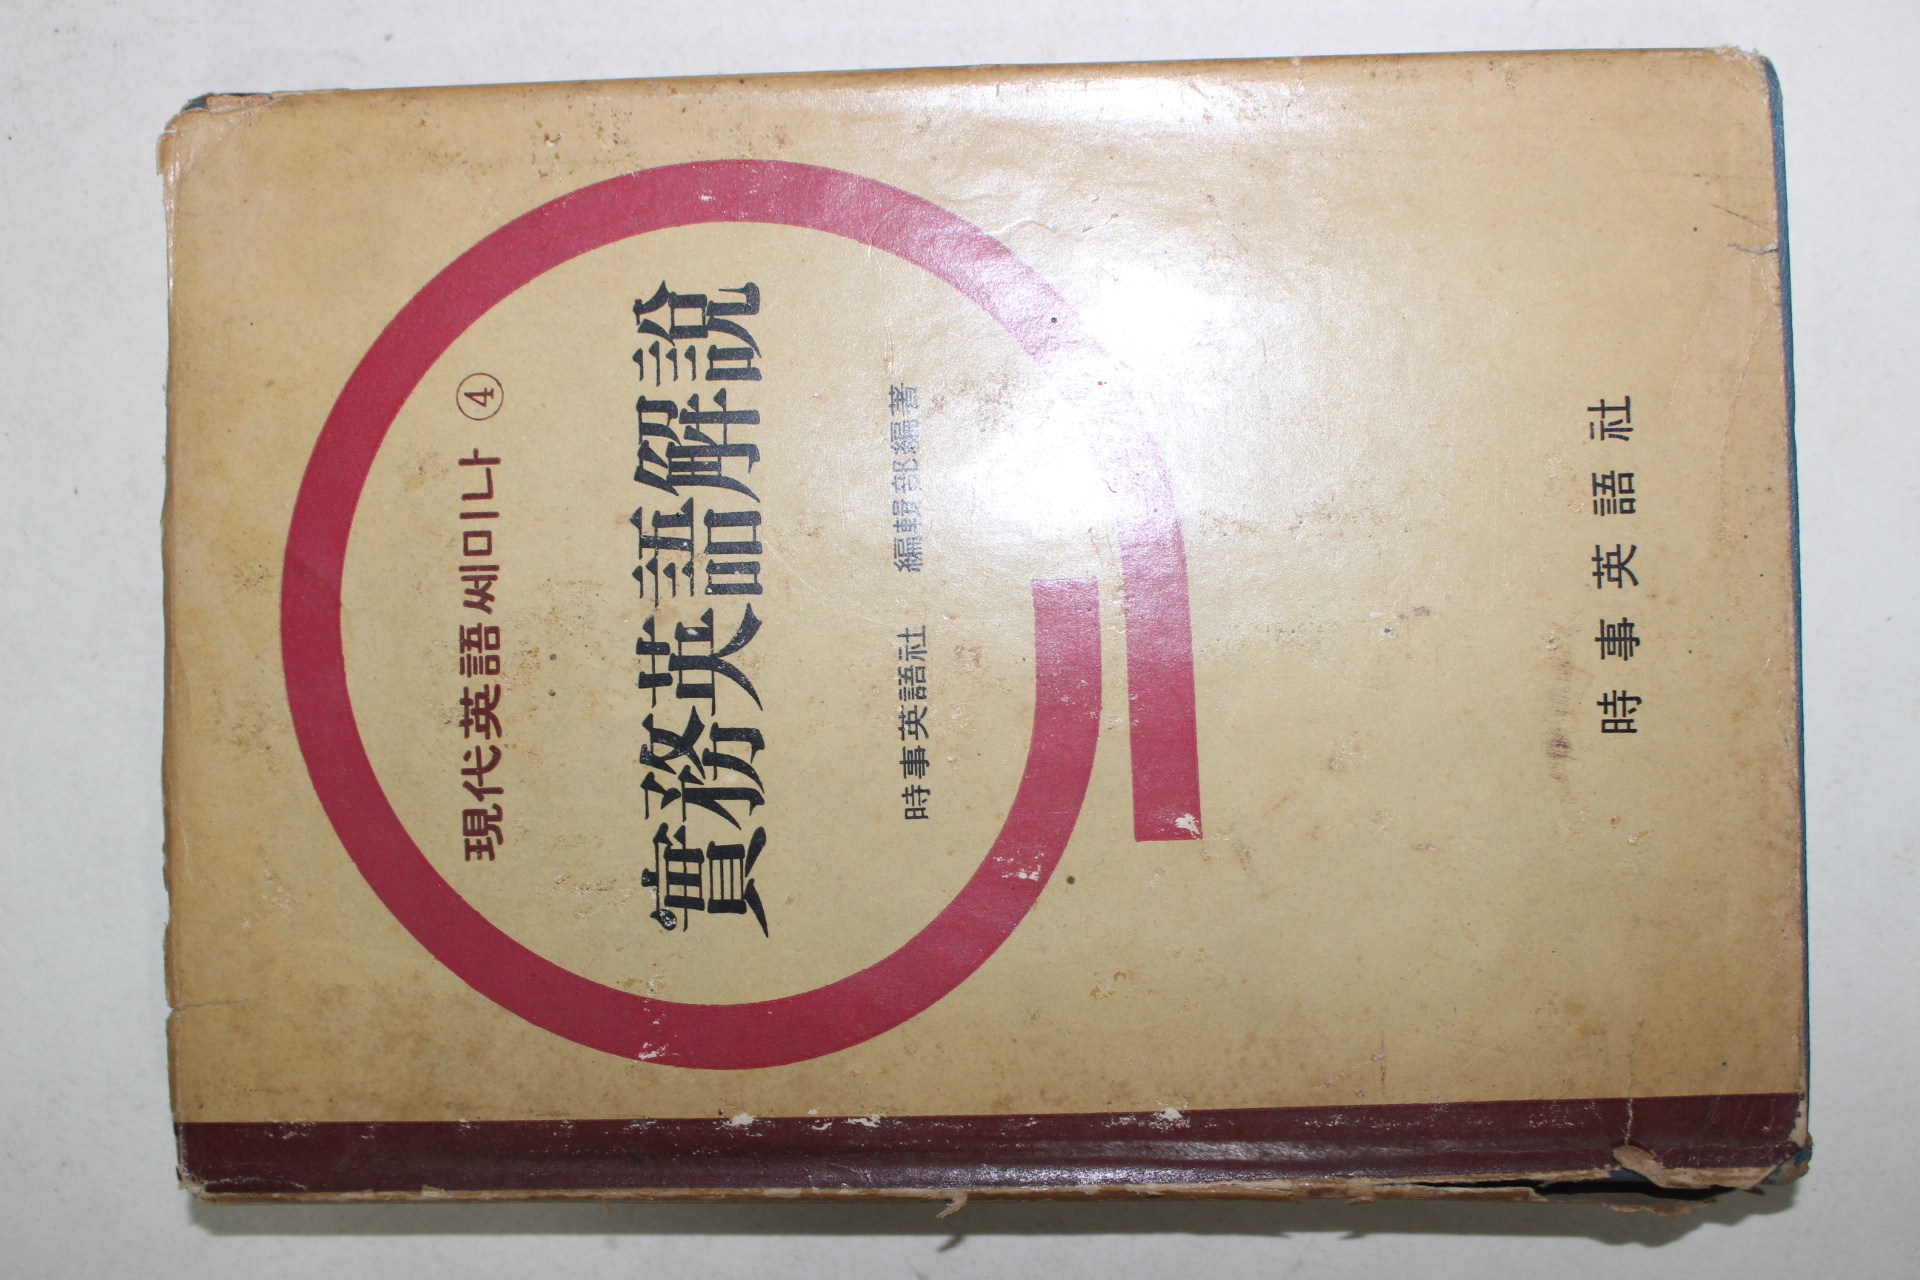 現代英語쎄미나 ④
實務英語解說
時事英語社 編輯部編著
時事英語社